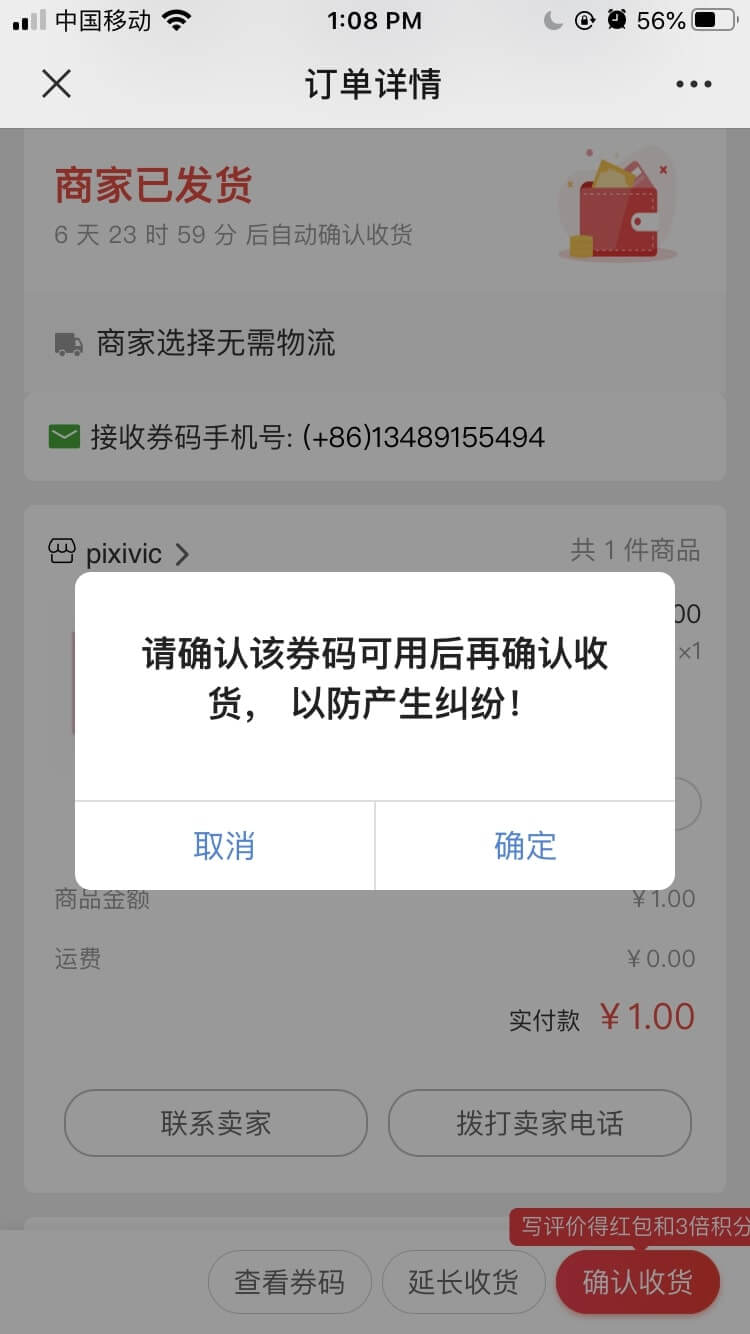 中国移动 1:08 PM 56%
订单详情
商家已发货
6 天 23 时 59 分 后自动确认收货
商家选择无需物流
接收券码手机号: (+86)13489155494
pixivic 共 1 件商品
00
×1
请确认该券码可用后再确认收
货， 以防产生纠纷！
取消 确定
商品金额 ￥1.00
运费 ￥0.00
实付款 ￥1.00
联系卖家 拨打卖家电话
写评价得红包和3倍积分
查看券码 延长收货 确认收货